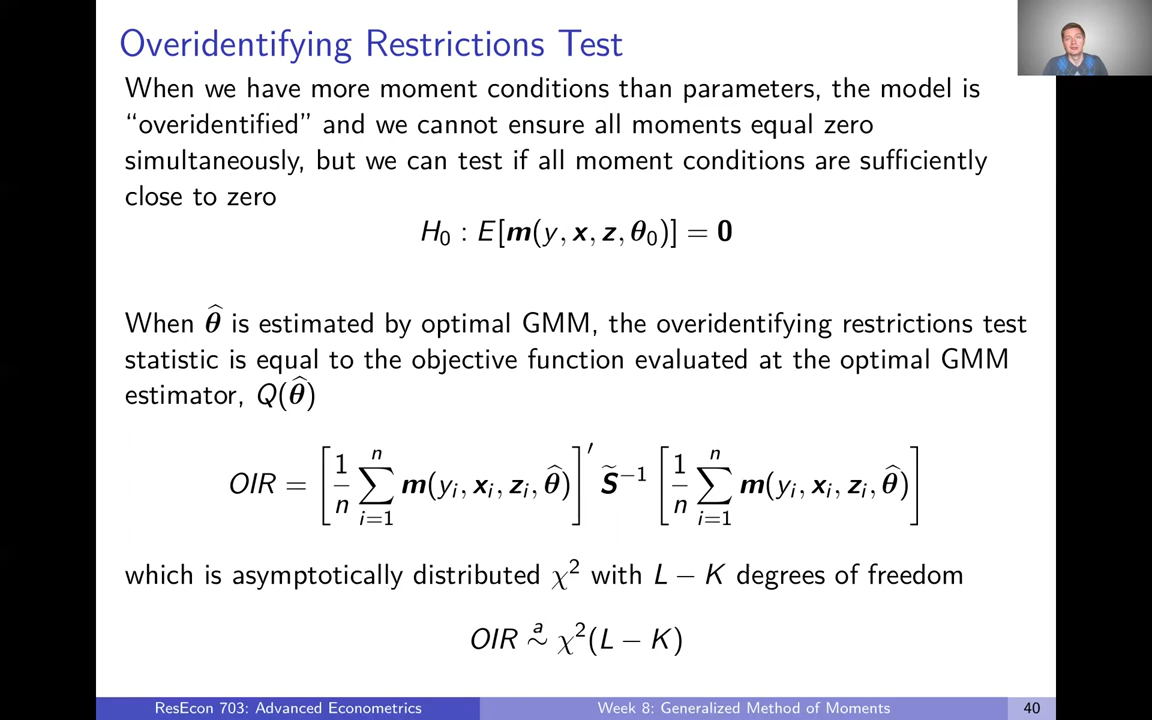 Overidentifying Restrictions Test
When we have more moment conditions than parameters, the model is
“overidentified” and we cannot ensure all moments equal zero
simultaneously, but we can test if all moment conditions are sufficiently
close to zero
H₀ : E[m(y, x, z, θ₀)] = 0
When θ̂ is estimated by optimal GMM, the overidentifying restrictions test
statistic is equal to the objective function evaluated at the optimal GMM
estimator, Q(θ̂)
OIR = [1/n ∑ᵢ₌₁ⁿ m(yᵢ, xᵢ, zᵢ, θ̂)]′ S̃⁻¹ [1/n ∑ᵢ₌₁ⁿ m(yᵢ, xᵢ, zᵢ, θ̂)]
which is asymptotically distributed χ² with L − K degrees of freedom
OIR ᵃ∼ χ²(L − K)
ResEcon 703: Advanced Econometrics Week 8: Generalized Method of Moments 40